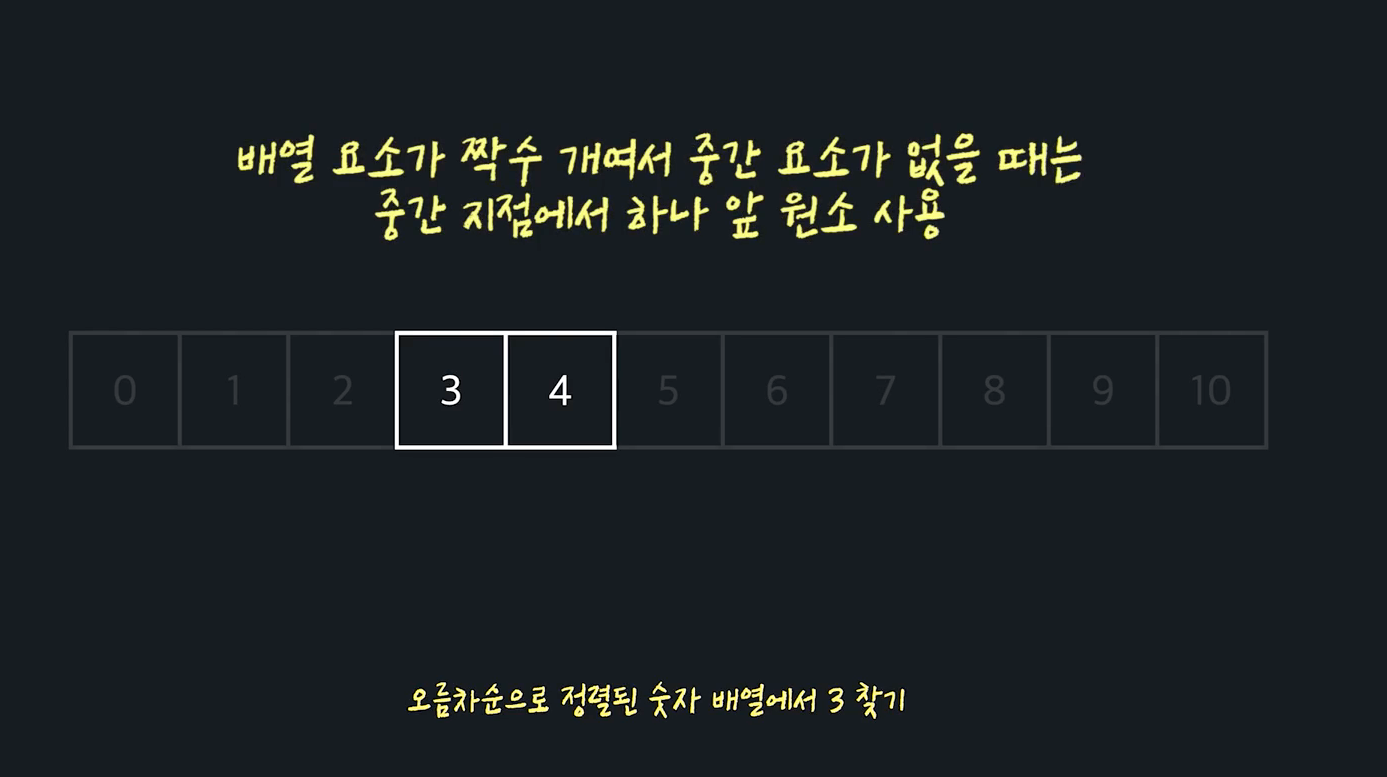 배열 요소가 짝수 개여서 중간 요소가 없을 때는
중간 지점에서 하나 앞 원소 사용
0 1 2 3 4 5 6 7 8 9 10
오름차순으로 정렬된 숫자 배열에서 3 찾기